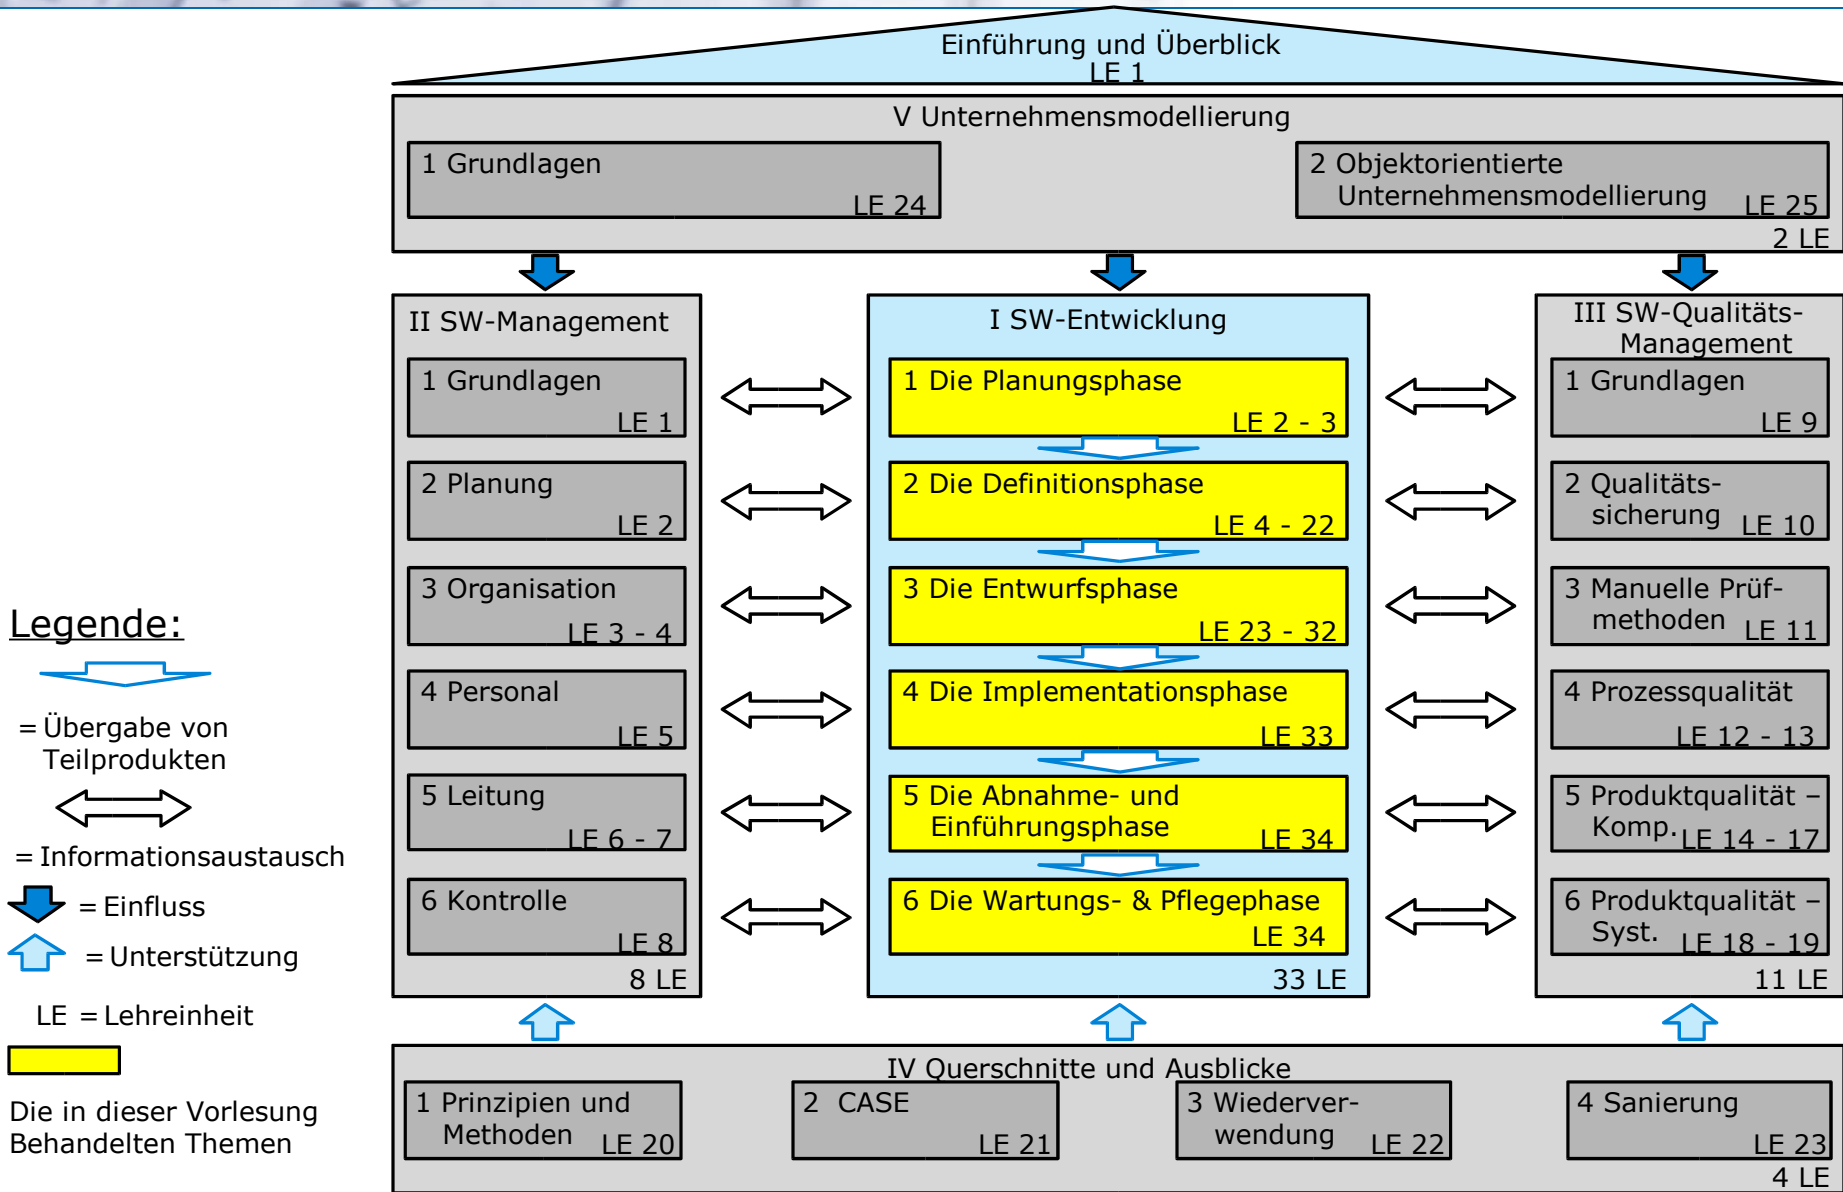 Einführung und Überblick
LE 1
V Unternehmensmodellierung
1 Grundlagen
LE 24
2 Objektorientierte
Unternehmensmodellierung
LE 25
2 LE
II SW-Management
1 Grundlagen
LE 1
2 Planung
LE 2
3 Organisation
LE 3 - 4
4 Personal
LE 5
5 Leitung
LE 6 - 7
6 Kontrolle
LE 8
8 LE
I SW-Entwicklung
1 Die Planungsphase
LE 2 - 3
2 Die Definitionsphase
LE 4 - 22
3 Die Entwurfsphase
LE 23 - 32
4 Die Implementationsphase
LE 33
5 Die Abnahme- und
Einführungsphase
LE 34
6 Die Wartungs- & Pflegephase
LE 34
33 LE
III SW-Qualitäts-
Management
1 Grundlagen
LE 9
2 Qualitäts-
sicherung LE 10
3 Manuelle Prüf-
methoden LE 11
4 Prozessqualität
LE 12 - 13
5 Produktqualität –
Komp. LE 14 - 17
6 Produktqualität –
Syst. LE 18 - 19
11 LE
IV Querschnitte und Ausblicke
1 Prinzipien und
Methoden LE 20
2 CASE
LE 21
3 Wiederver-
wendung LE 22
4 Sanierung
LE 23
4 LE
Legende:
= Übergabe von
Teilprodukten
= Informationsaustausch
= Einfluss
= Unterstützung
LE = Lehreinheit
Die in dieser Vorlesung
Behandelten Themen